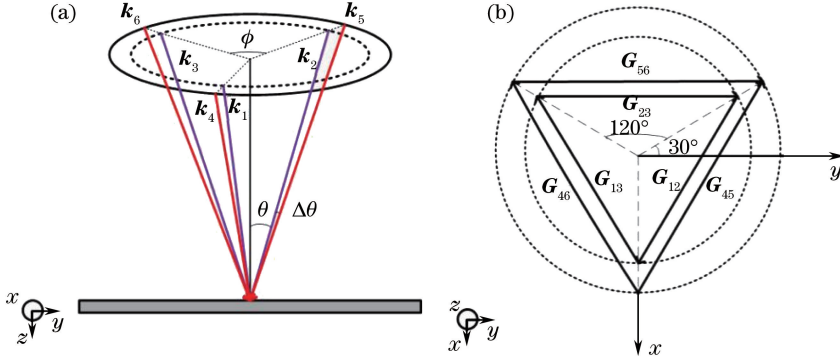 (a)
k6
k5
ϕ
k3
k2
k4
k1
θ
Δθ
x
y
z
(b)
G56
G23
120°
30°
y
G46
G13
G12
G45
z
y
x
x